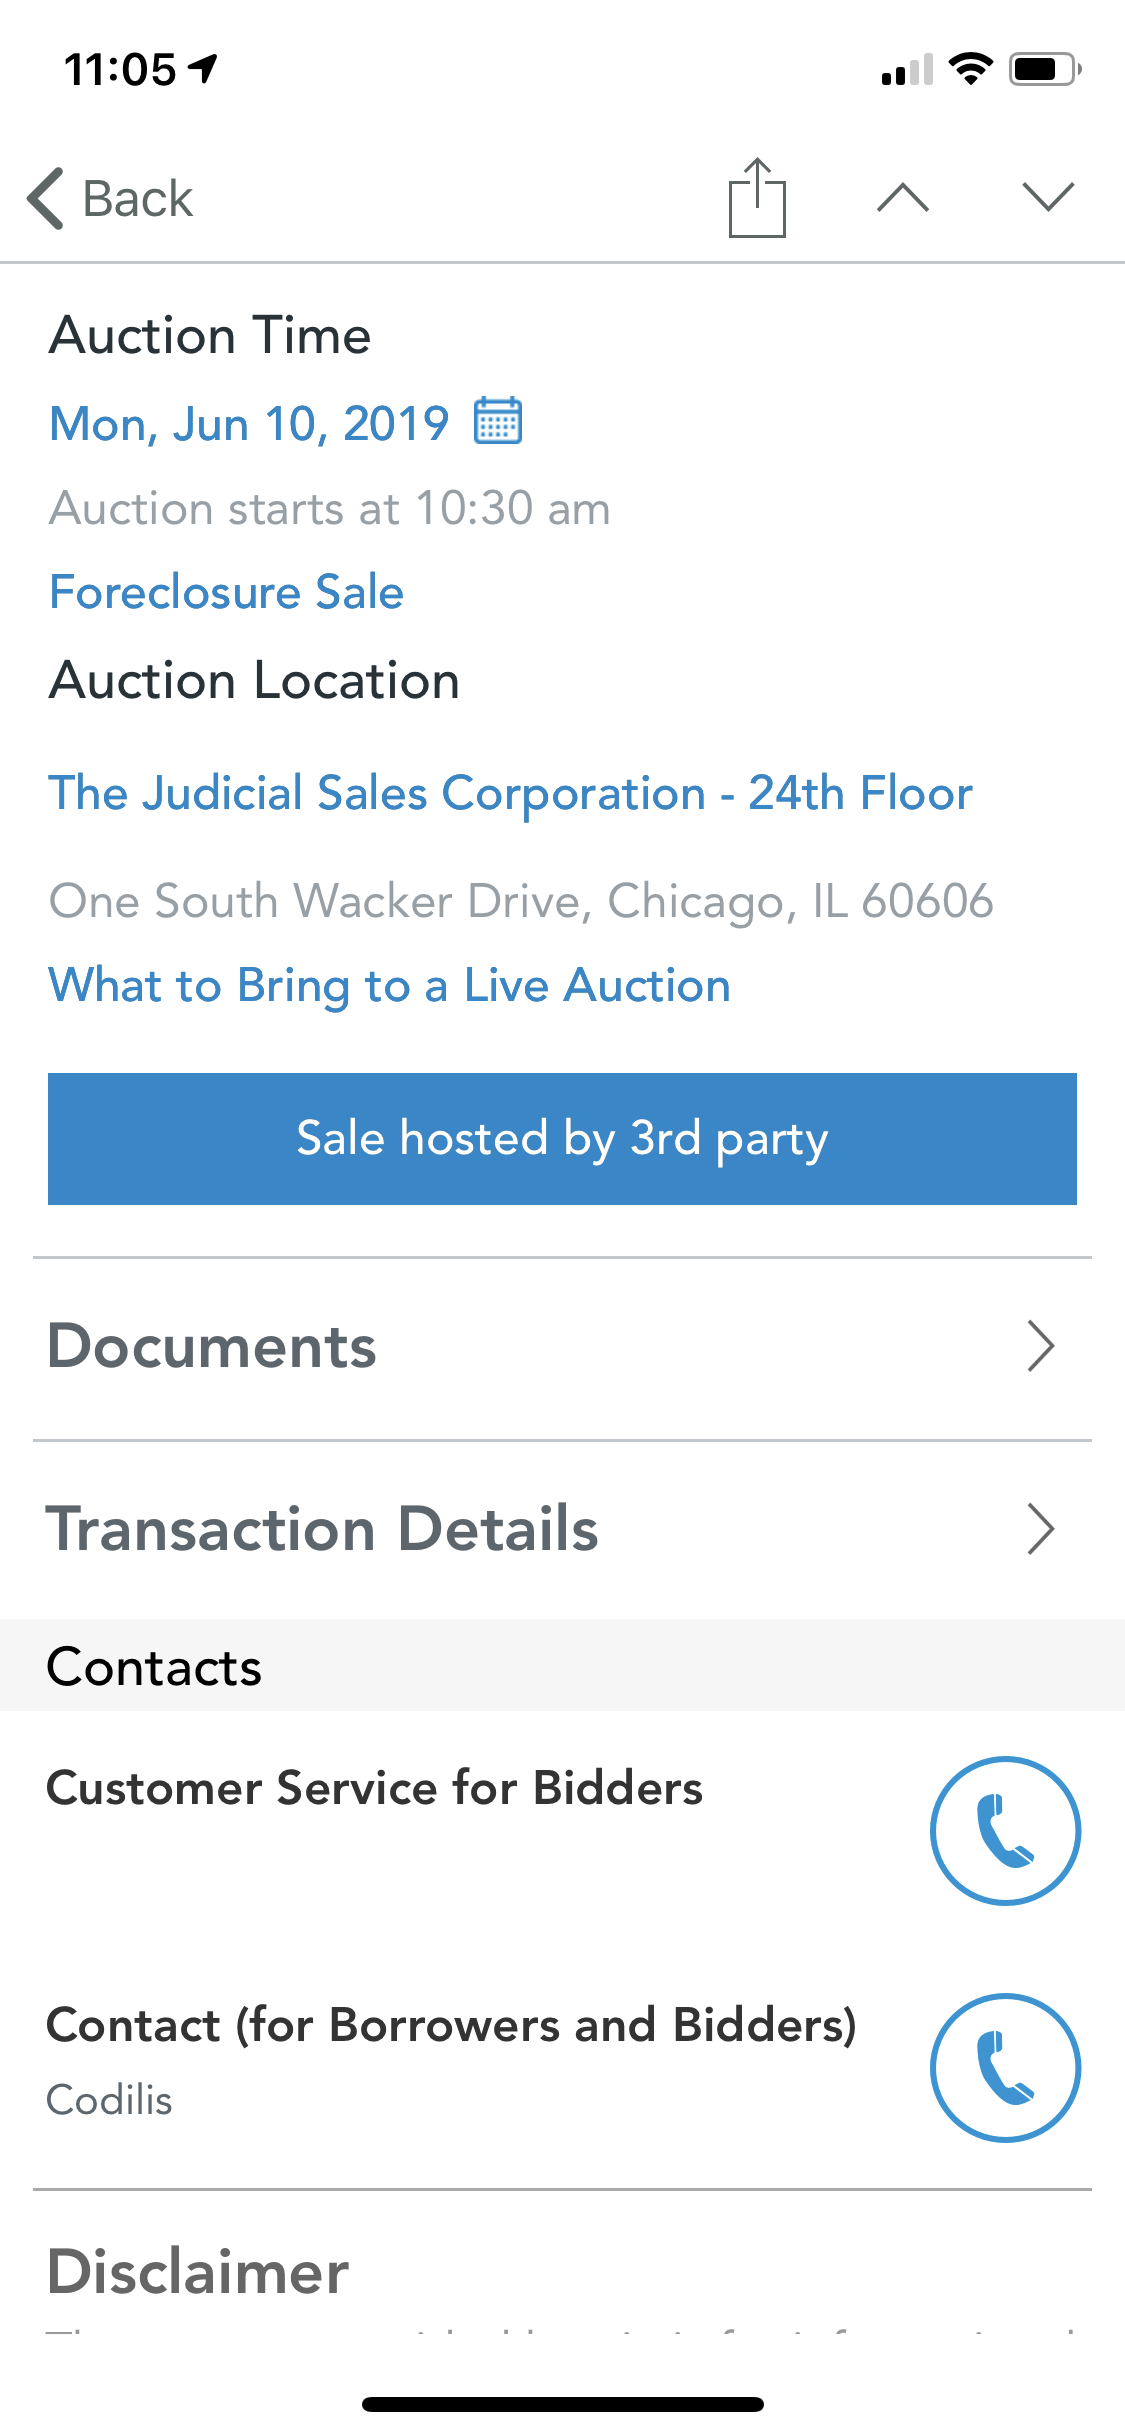 11:05
Back
Auction Time
Mon, Jun 10, 2019
Auction starts at 10:30 am
Foreclosure Sale
Auction Location
The Judicial Sales Corporation - 24th Floor
One South Wacker Drive, Chicago, IL 60606
What to Bring to a Live Auction
Sale hosted by 3rd party
Documents
Transaction Details
Contacts
Customer Service for Bidders
Contact (for Borrowers and Bidders)
Codilis
Disclaimer